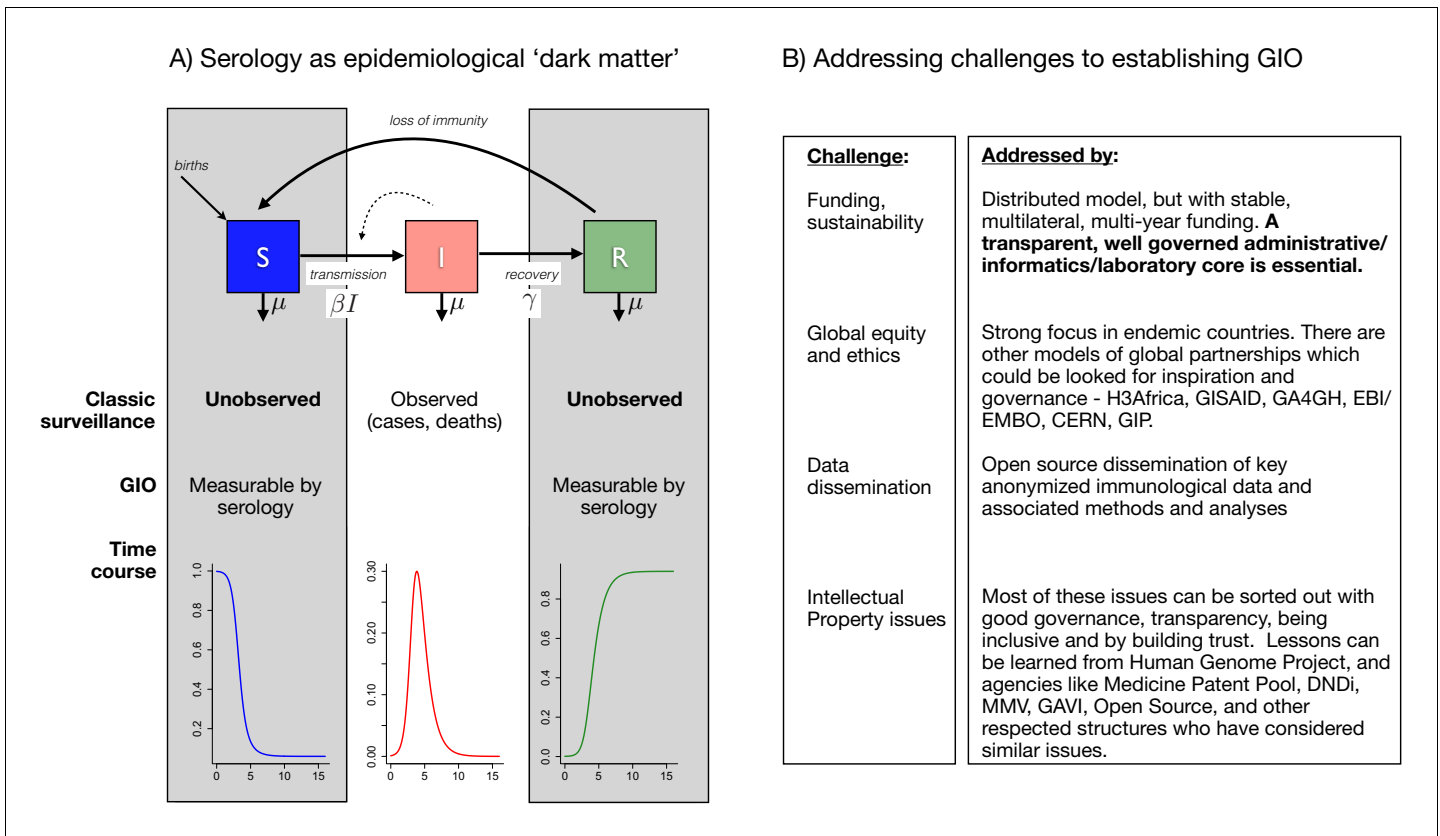 A) Serology as epidemiological ‘dark matter’
loss of immunity
births
S
I
R
transmission
recovery
βI
γ
μ
μ
μ
Classic
surveillance
Unobserved
Observed
(cases, deaths)
Unobserved
GIO
Measurable by
serology
Measurable by
serology
Time
course
1.0
0.8
0.6
0.4
0.2
0 5 10 15
0.30
0.20
0.10
0.00
0 5 10 15
0.8
0.6
0.4
0.2
0.0
0 5 10 15
B) Addressing challenges to establishing GIO
Challenge:
Addressed by:
Funding,
sustainability
Distributed model, but with stable,
multilateral, multi-year funding. A
transparent, well governed administrative/
informatics/laboratory core is essential.
Global equity
and ethics
Strong focus in endemic countries. There are
other models of global partnerships which
could be looked for inspiration and
governance - H3Africa, GISAID, GA4GH, EBI/
EMBO, CERN, GIP.
Data
dissemination
Open source dissemination of key
anonymized immunological data and
associated methods and analyses
Intellectual
Property issues
Most of these issues can be sorted out with
good governance, transparency, being
inclusive and by building trust.  Lessons can
be learned from Human Genome Project, and
agencies like Medicine Patent Pool, DNDi,
MMV, GAVI, Open Source, and other
respected structures who have considered
similar issues.